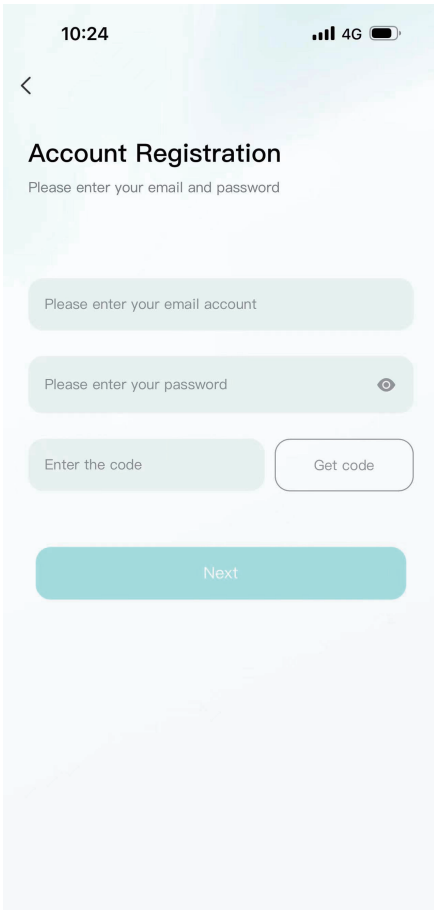 10:24
4G
Account Registration
Please enter your email and password
Please enter your email account
Please enter your password
Enter the code
Get code
Next